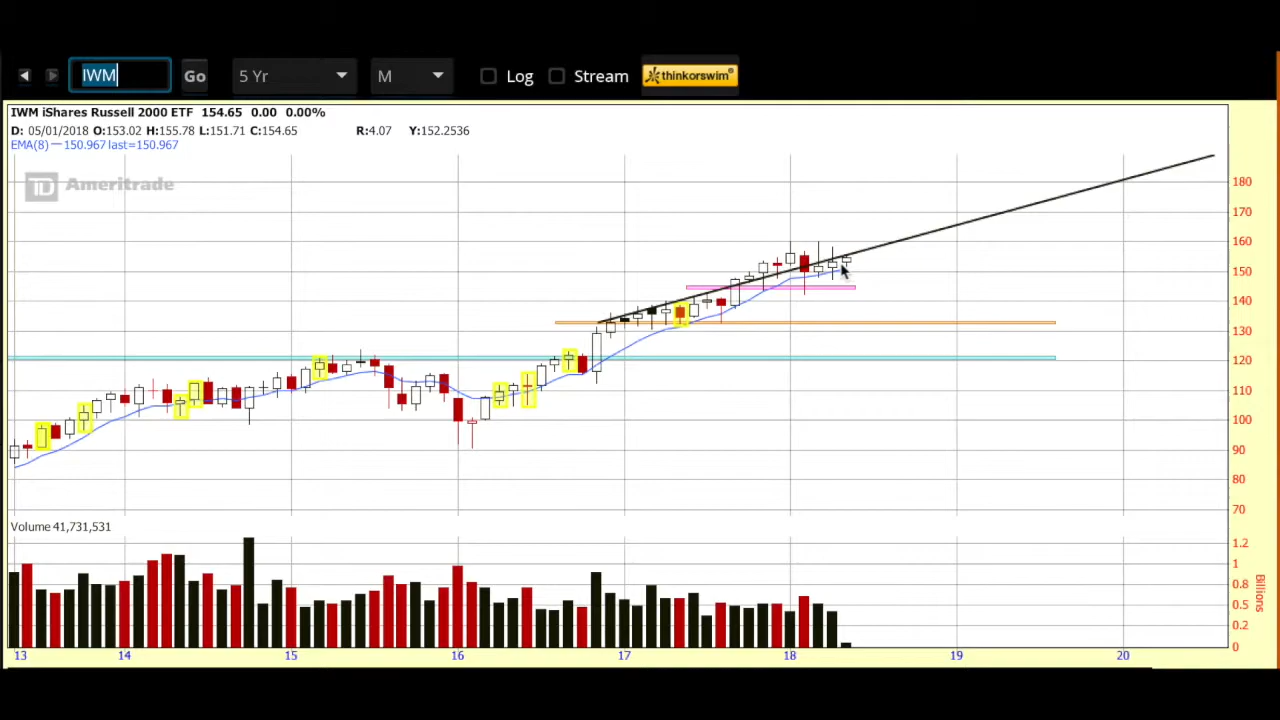 IWM Go 5 Yr M Log Stream thinkorswim®
IWM iShares Russell 2000 ETF 154.65 0.00 0.00%
D: 05/01/2018 O:153.02 H:155.78 L:151.71 C:154.65 R:4.07 Y:152.2536
EMA(8) — 150.967 last=150.967
TD Ameritrade
180
170
160
150
140
130
120
110
100
90
80
70
Volume 41,731,531
1.2
1
0.8
0.5
0.2
0
Billions
13 14 15 16 17 18 19 20